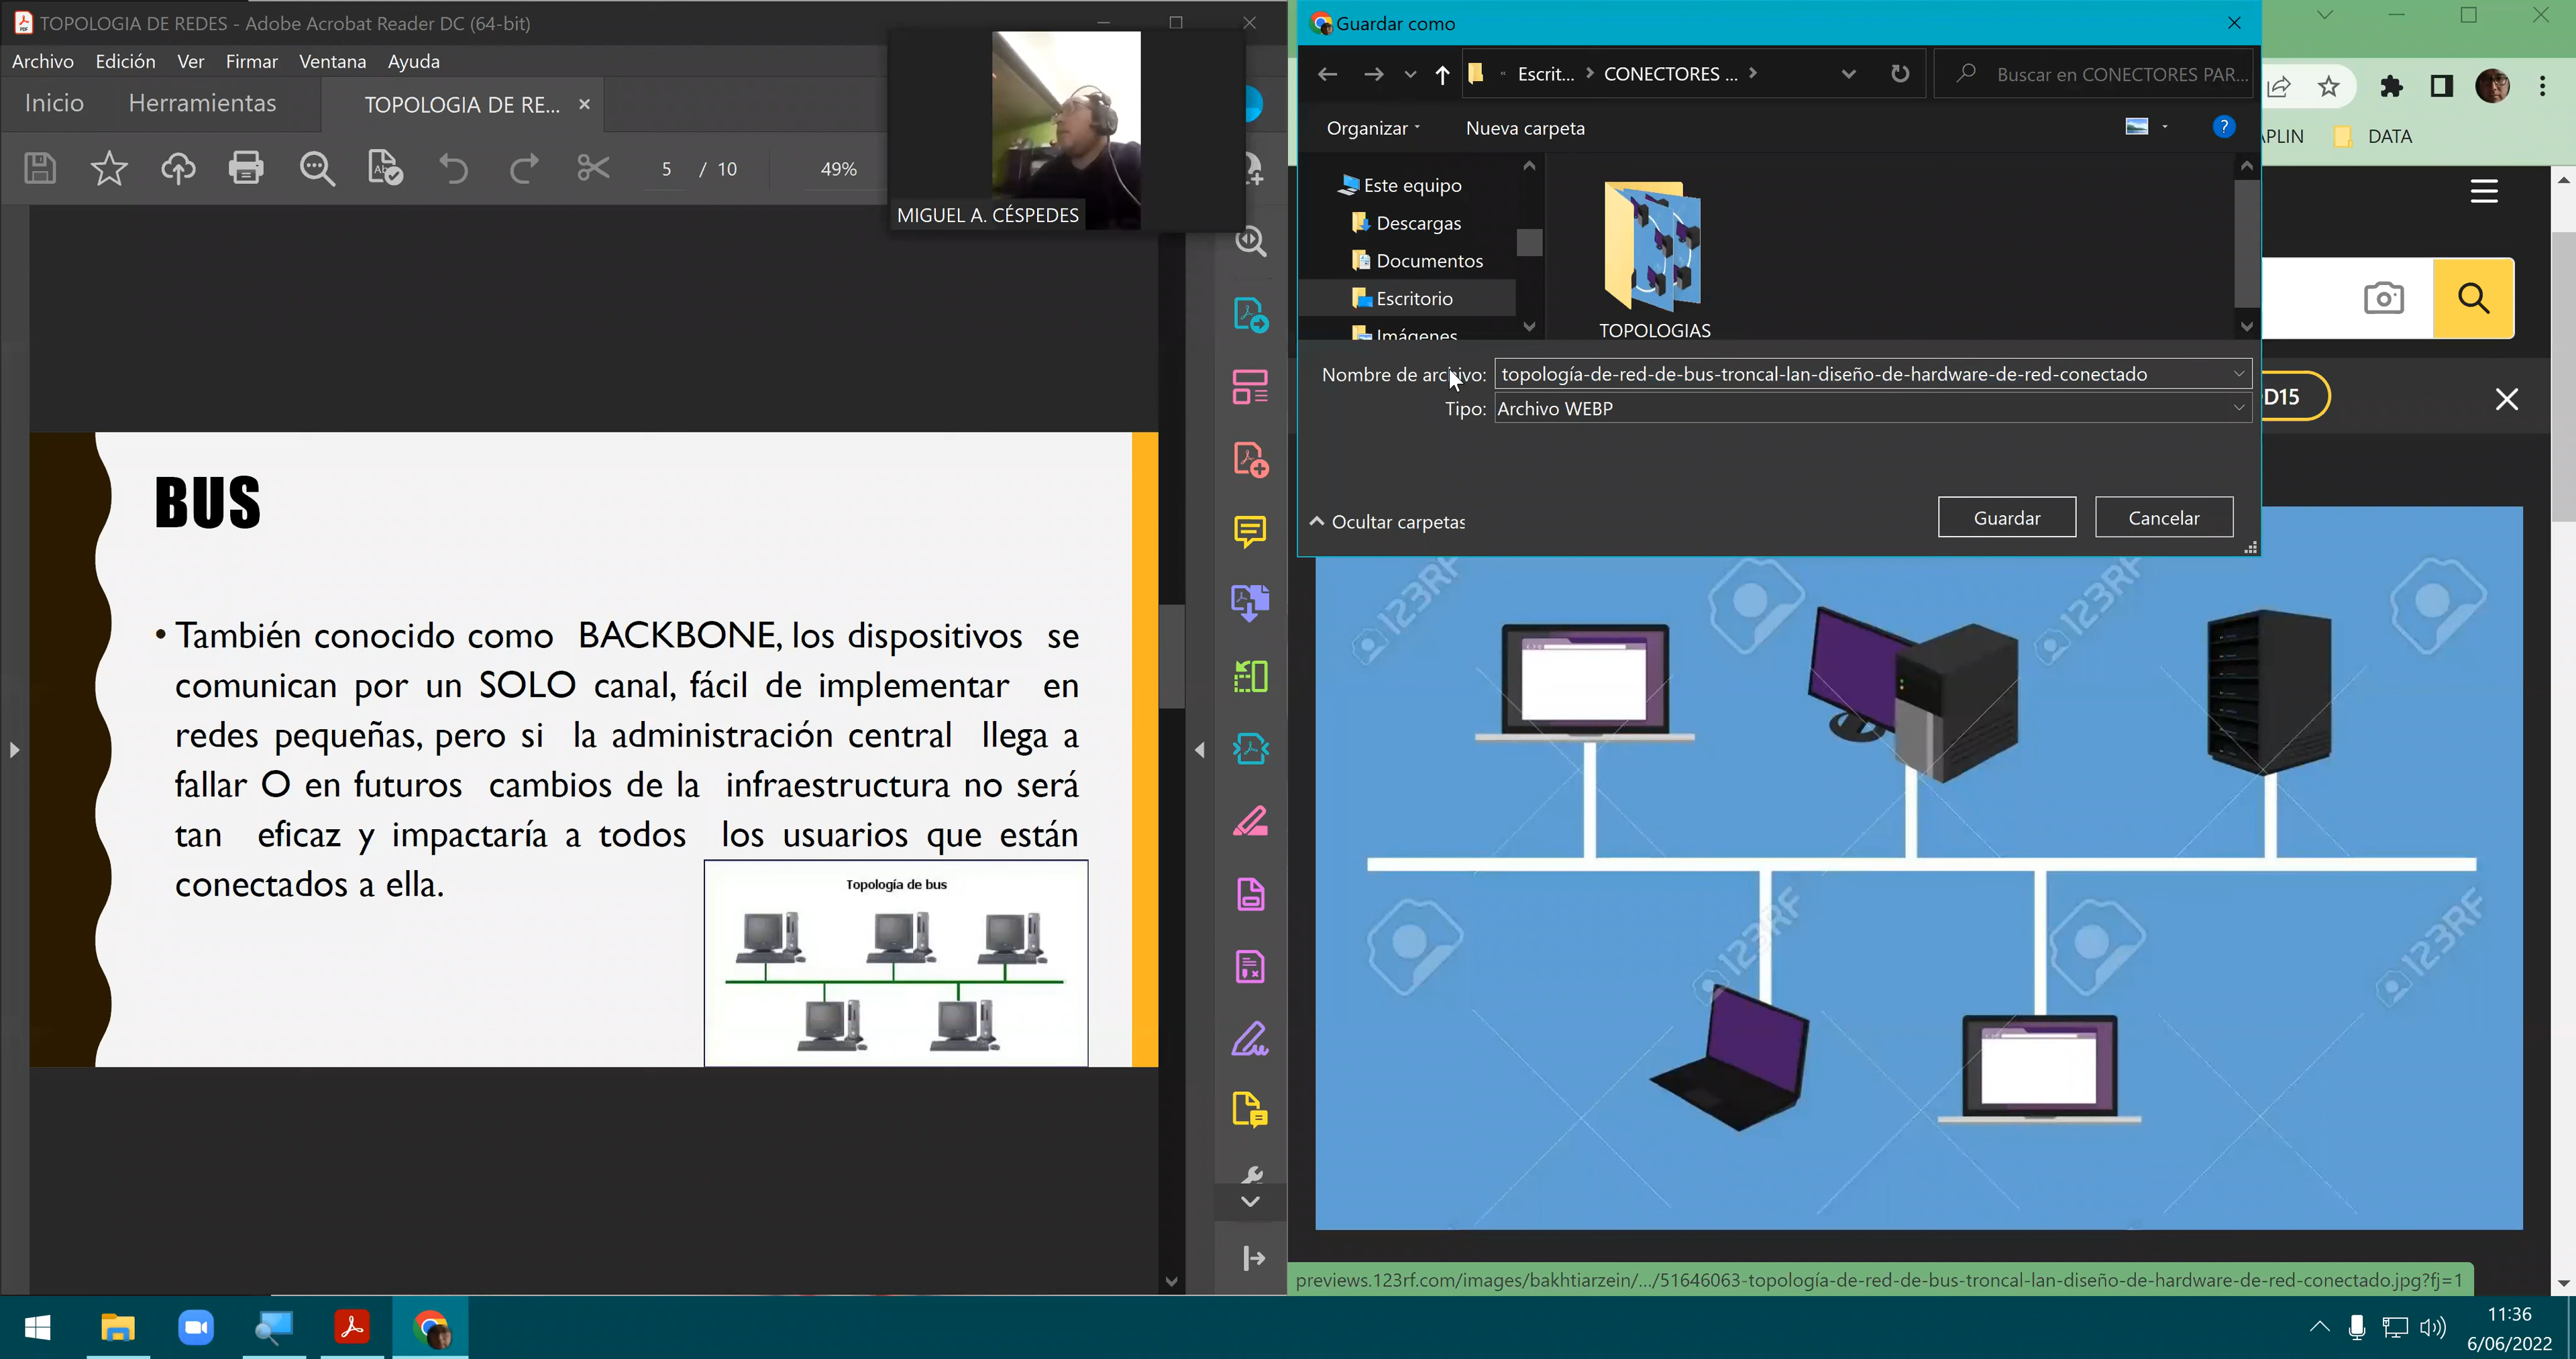 TOPOLOGIA DE REDES - Adobe Acrobat Reader DC (64-bit)
Archivo Edición Ver Firmar Ventana Ayuda
Inicio Herramientas TOPOLOGIA DE RE...
5 / 10 49%
MIGUEL A. CÉSPEDES
BUS
• También conocido como BACKBONE, los dispositivos se
comunican por un SOLO canal, fácil de implementar en
redes pequeñas, pero si la administración central llega a
fallar O en futuros cambios de la infraestructura no será
tan eficaz y impactaría a todos los usuarios que están
conectados a ella.
Topología de bus
Guardar como
Escrit... CONECTORES ... Buscar en CONECTORES PAR...
Organizar Nueva carpeta
Este equipo
Descargas
Documentos
Escritorio
Imágenes
TOPOLOGIAS
Nombre de archivo: topología-de-red-de-bus-troncal-lan-diseño-de-hardware-de-red-conectado
Tipo: Archivo WEBP
Ocultar carpetas Guardar Cancelar
APLIN DATA
D15
123RF
123RF
123RF
123RF
previews.123rf.com/images/bakhtiarzein/.../51646063-topología-de-red-de-bus-troncal-lan-diseño-de-hardware-de-red-conectado.jpg?fj=1
11:36
6/06/2022